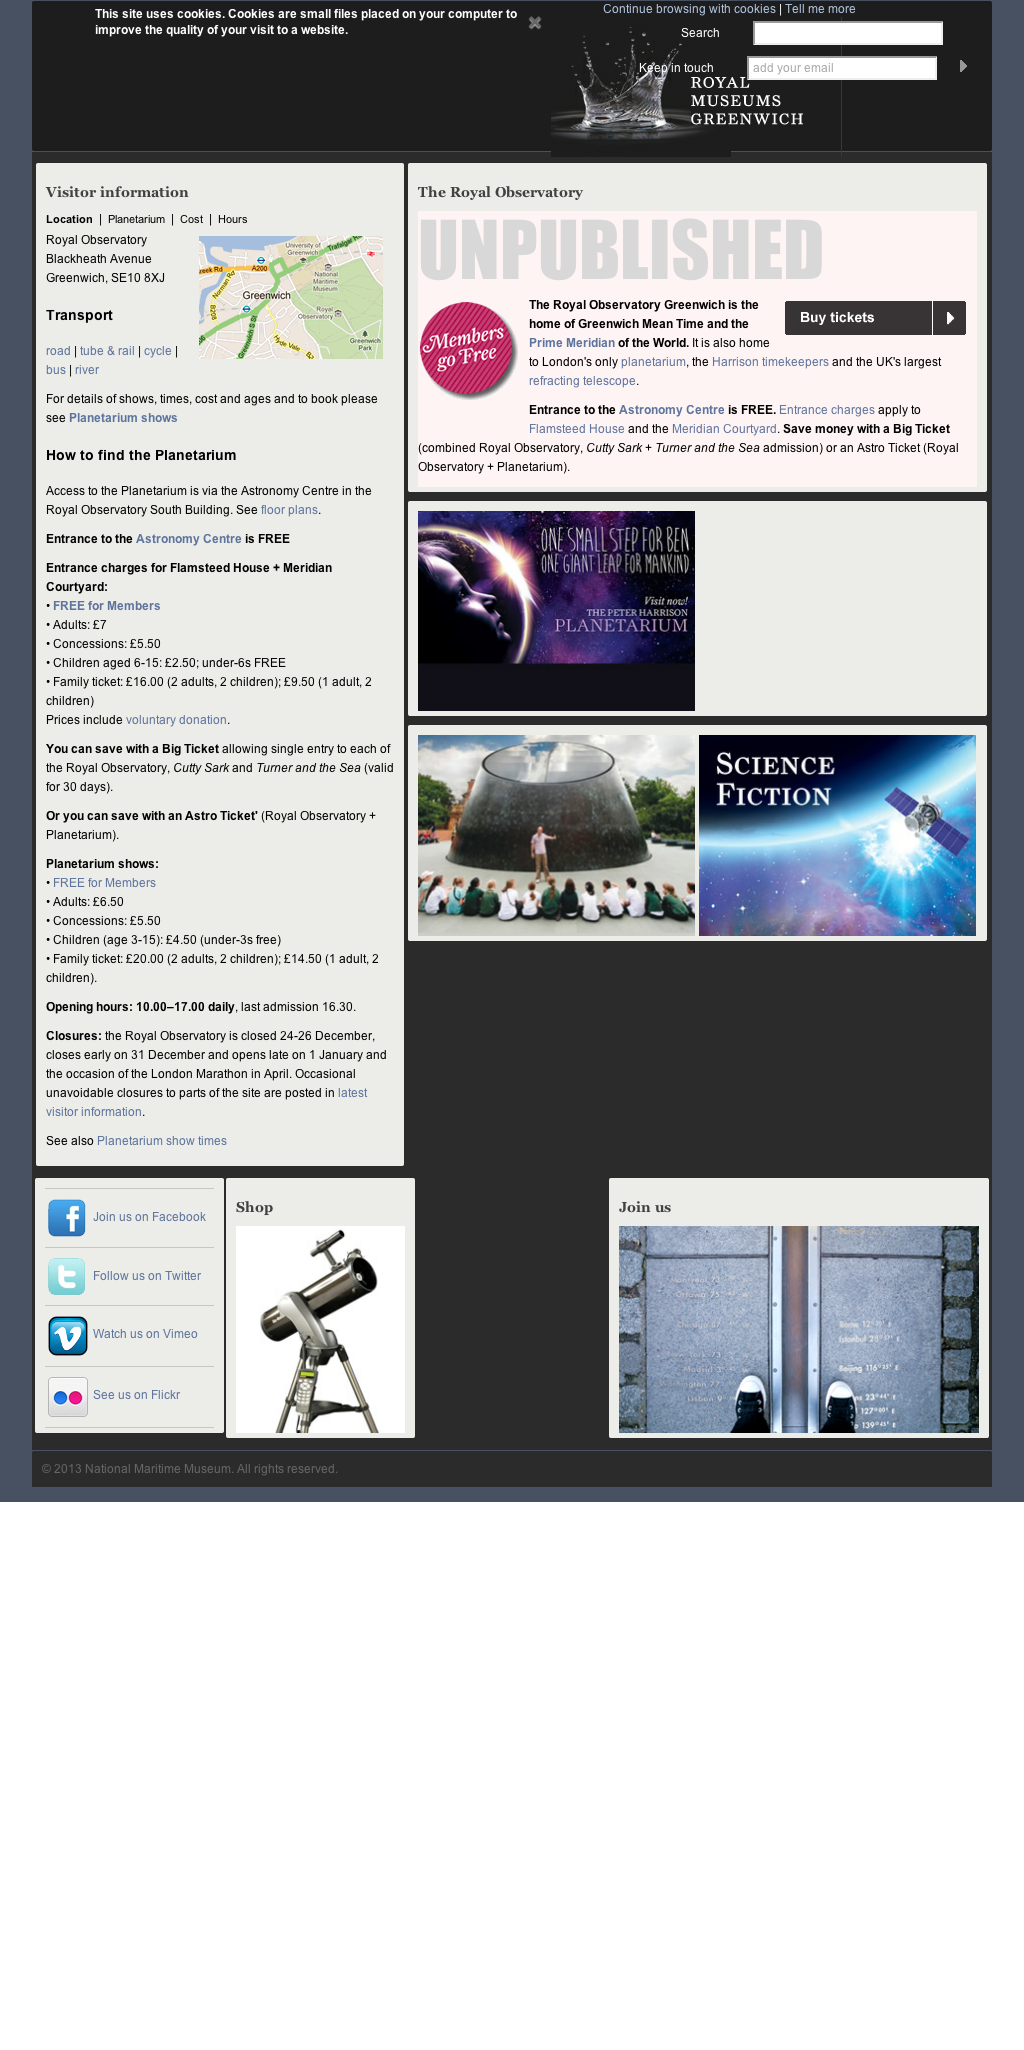 This site uses cookies. Cookies are small files placed on your computer to
improve the quality of your visit to a website.
Continue browsing with cookies | Tell me more
Search
Keep in touch
add your email
ROYAL
MUSEUMS
GREENWICH
Visitor information
Location | Planetarium | Cost | Hours
Royal Observatory
Blackheath Avenue
Greenwich, SE10 8XJ
University of
Greenwich
Trafalgar Rd
Creek Rd
A200
Norman Rd
National
Maritime
Museum
Greenwich
B208
Royal
Observatory
Greenwich S St
Hyde Vale
Greenwich
Park
Transport
road | tube & rail | cycle |
bus | river
For details of shows, times, cost and ages and to book please
see Planetarium shows
How to find the Planetarium
Access to the Planetarium is via the Astronomy Centre in the
Royal Observatory South Building. See floor plans.
Entrance to the Astronomy Centre is FREE
Entrance charges for Flamsteed House + Meridian
Courtyard:
• FREE for Members
• Adults: £7
• Concessions: £5.50
• Children aged 6-15: £2.50; under-6s FREE
• Family ticket: £16.00 (2 adults, 2 children); £9.50 (1 adult, 2
children)
Prices include voluntary donation.
You can save with a Big Ticket allowing single entry to each of
the Royal Observatory, Cutty Sark and Turner and the Sea (valid
for 30 days).
Or you can save with an Astro Ticket' (Royal Observatory +
Planetarium).
Planetarium shows:
• FREE for Members
• Adults: £6.50
• Concessions: £5.50
• Children (age 3-15): £4.50 (under-3s free)
• Family ticket: £20.00 (2 adults, 2 children); £14.50 (1 adult, 2
children).
Opening hours: 10.00–17.00 daily, last admission 16.30.
Closures: the Royal Observatory is closed 24-26 December,
closes early on 31 December and opens late on 1 January and
the occasion of the London Marathon in April. Occasional
unavoidable closures to parts of the site are posted in latest
visitor information.
See also Planetarium show times
The Royal Observatory
UNPUBLISHED
Members
go Free
The Royal Observatory Greenwich is the
home of Greenwich Mean Time and the
Prime Meridian of the World. It is also home
to London's only planetarium, the Harrison timekeepers and the UK's largest
refracting telescope.
Buy tickets
Entrance to the Astronomy Centre is FREE. Entrance charges apply to
Flamsteed House and the Meridian Courtyard. Save money with a Big Ticket
(combined Royal Observatory, Cutty Sark + Turner and the Sea admission) or an Astro Ticket (Royal
Observatory + Planetarium).
ONE SMALL STEP FOR BEN
ONE GIANT LEAP FOR MANKIND
Visit now!
THE PETER HARRISON
PLANETARIUM
SCIENCE
FICTION
Join us on Facebook
Follow us on Twitter
Watch us on Vimeo
See us on Flickr
Shop
Join us
Rome 12°
Istanbul 28°
Beijing 116°
E
23°44' E
127°00' E
139°45' E
Lisbon 9°
© 2013 National Maritime Museum. All rights reserved.